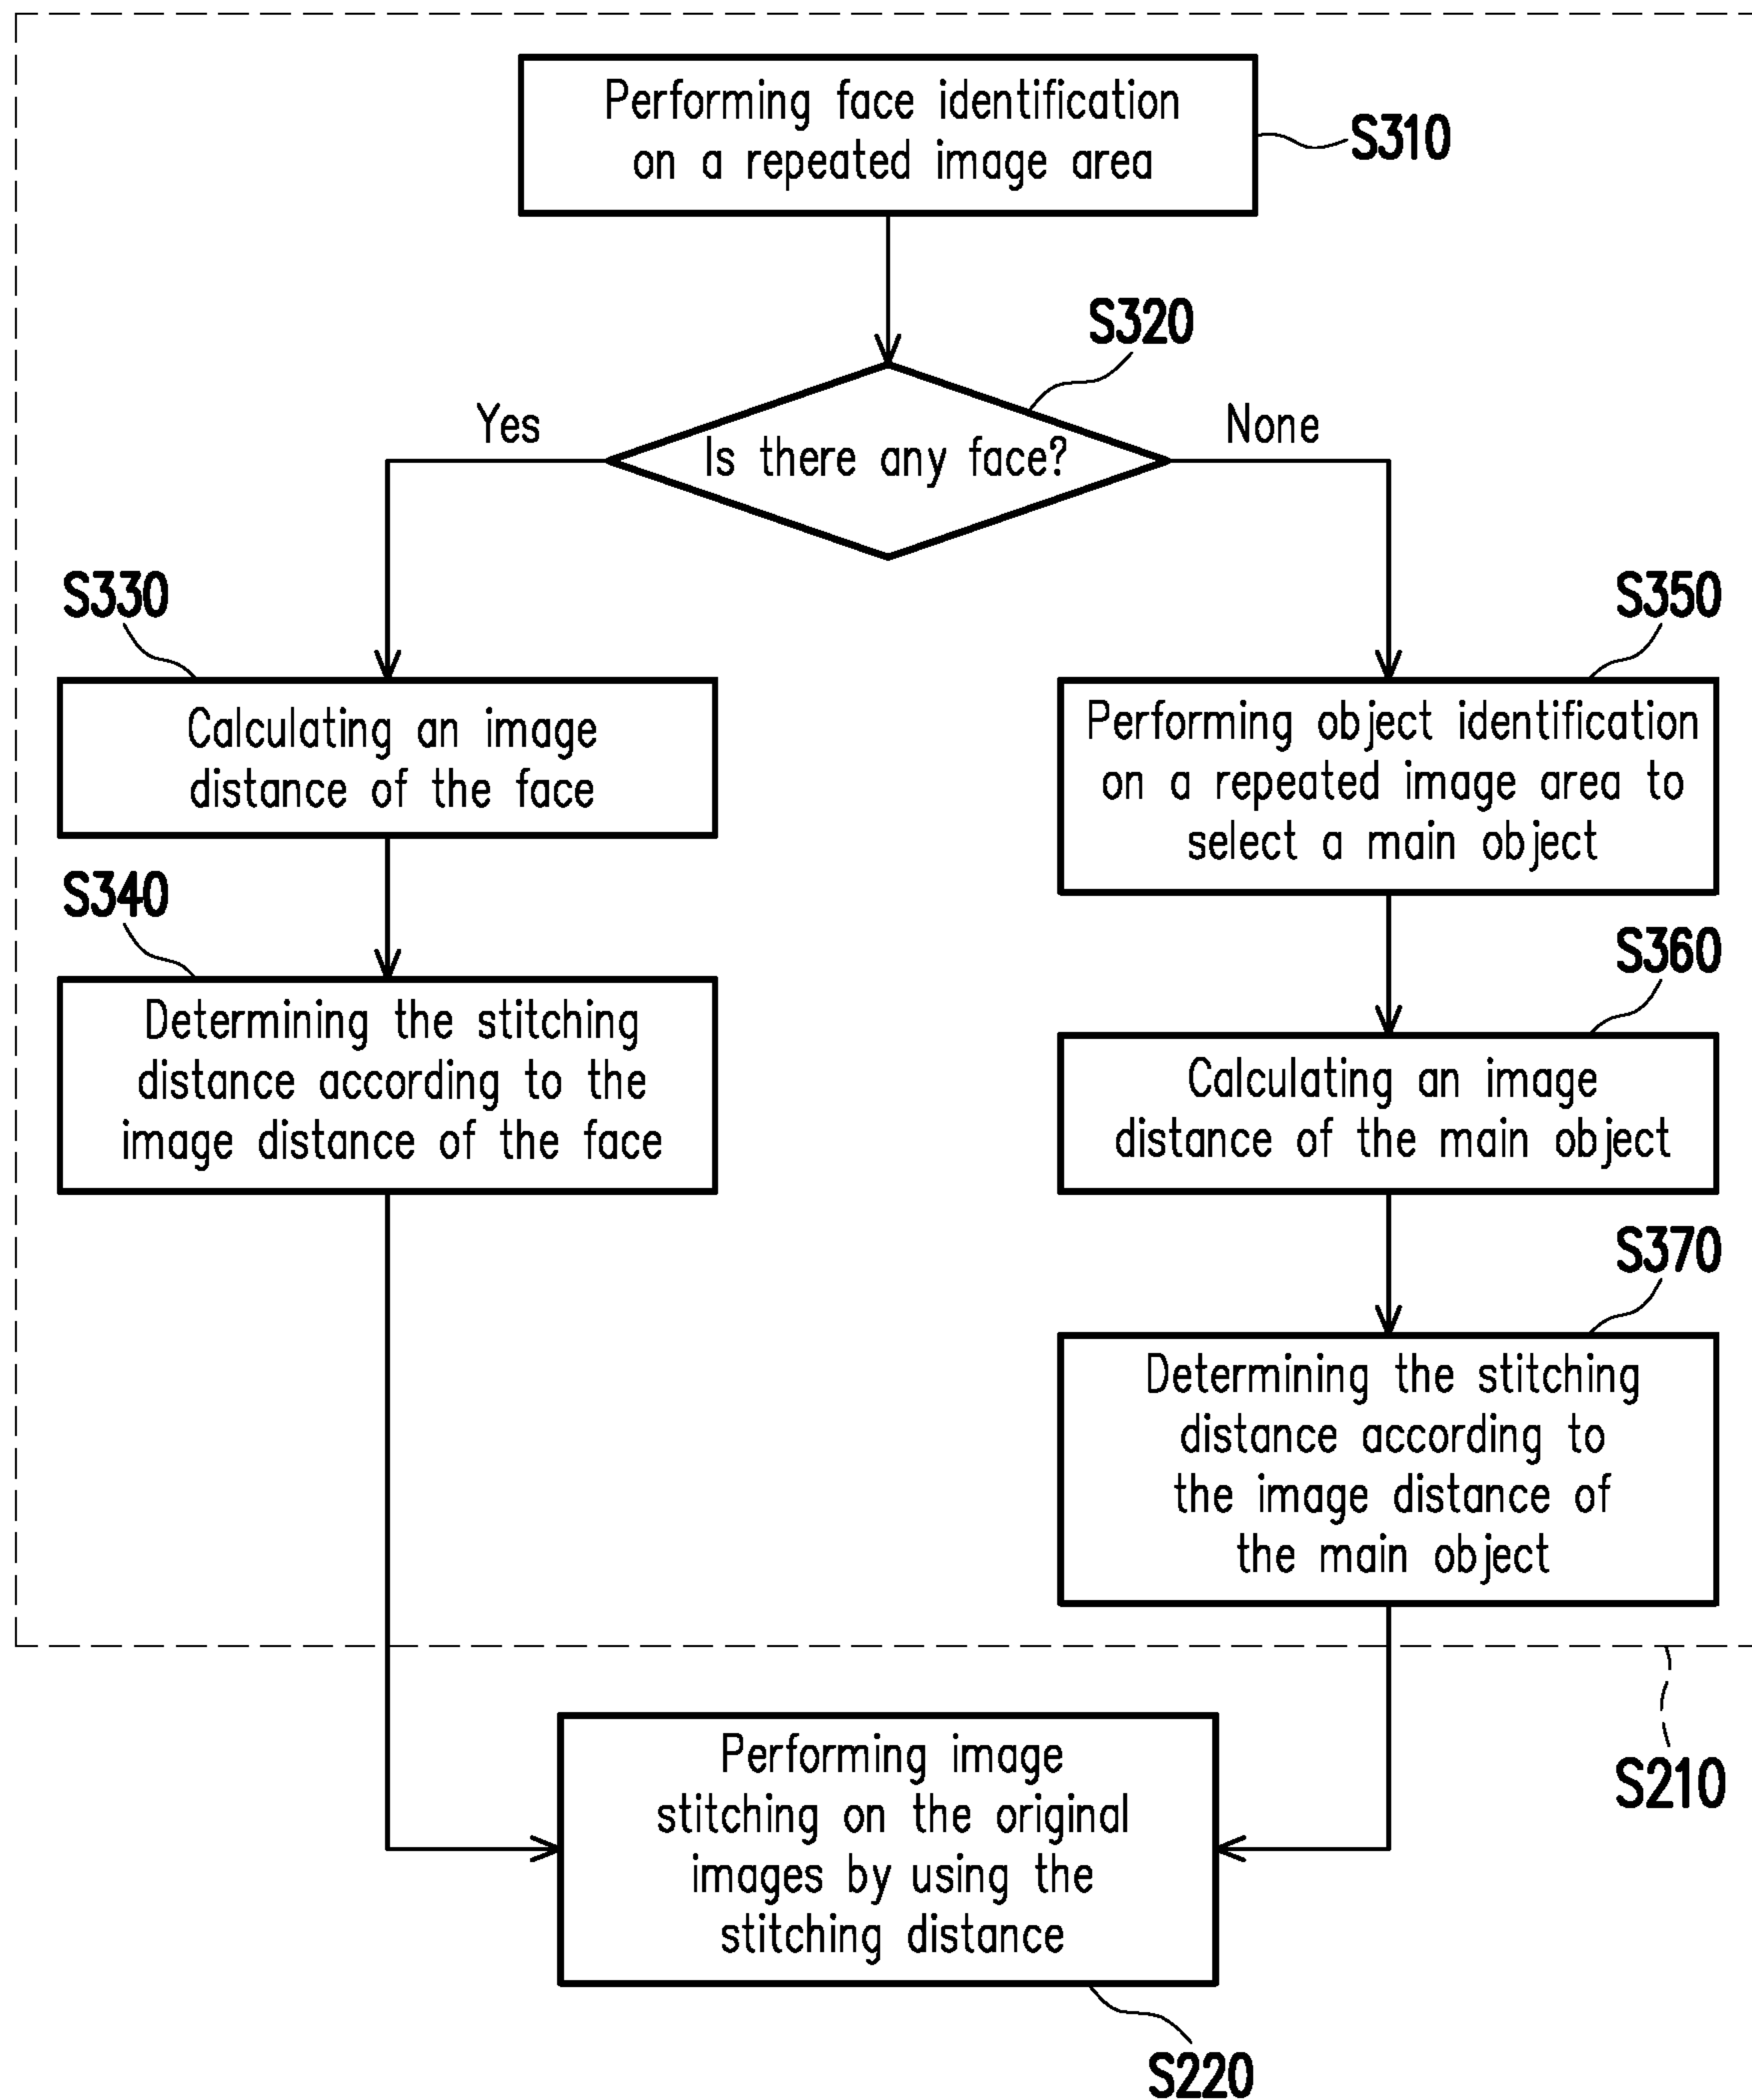 Performing face identification
on a repeated image area
S310
S320
Yes
Is there any face?
None
S330
Calculating an image
distance of the face
S340
Determining the stitching
distance according to the
image distance of the face
S350
Performing object identification
on a repeated image area to
select a main object
S360
Calculating an image
distance of the main object
S370
Determining the stitching
distance according to
the image distance of
the main object
S210
Performing image
stitching on the original
images by using the
stitching distance
S220